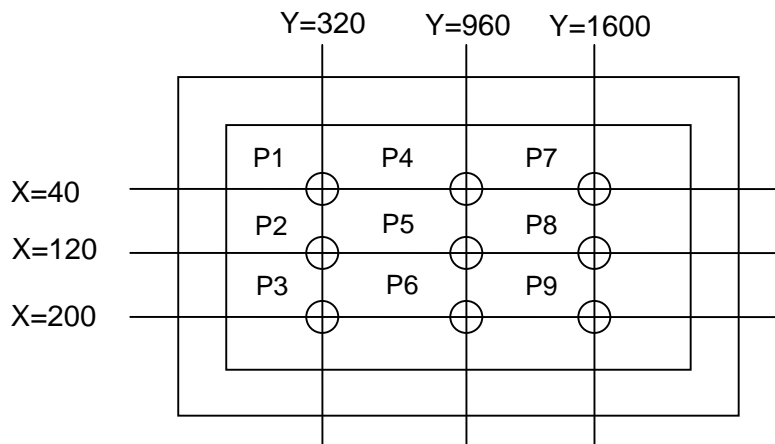 Y=320 Y=960 Y=1600
P1 P4 P7
X=40
P2 P5 P8
X=120
P3 P6 P9
X=200